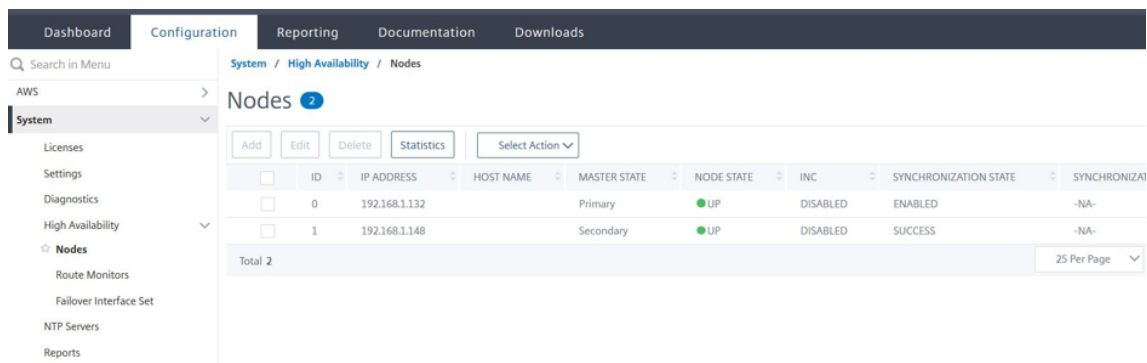 Dashboard Configuration Reporting Documentation Downloads
Search in Menu
AWS
System
Licenses
Settings
Diagnostics
High Availability
Nodes
Route Monitors
Failover Interface Set
NTP Servers
Reports
System / High Availability / Nodes
Nodes 2
Add Edit Delete Statistics Select Action
ID IP ADDRESS HOST NAME MASTER STATE NODE STATE INC SYNCHRONIZATION STATE SYNCHRONIZAT
0 192.168.1.132 Primary UP DISABLED ENABLED -NA-
1 192.168.1.148 Secondary UP DISABLED SUCCESS -NA-
Total 2 25 Per Page